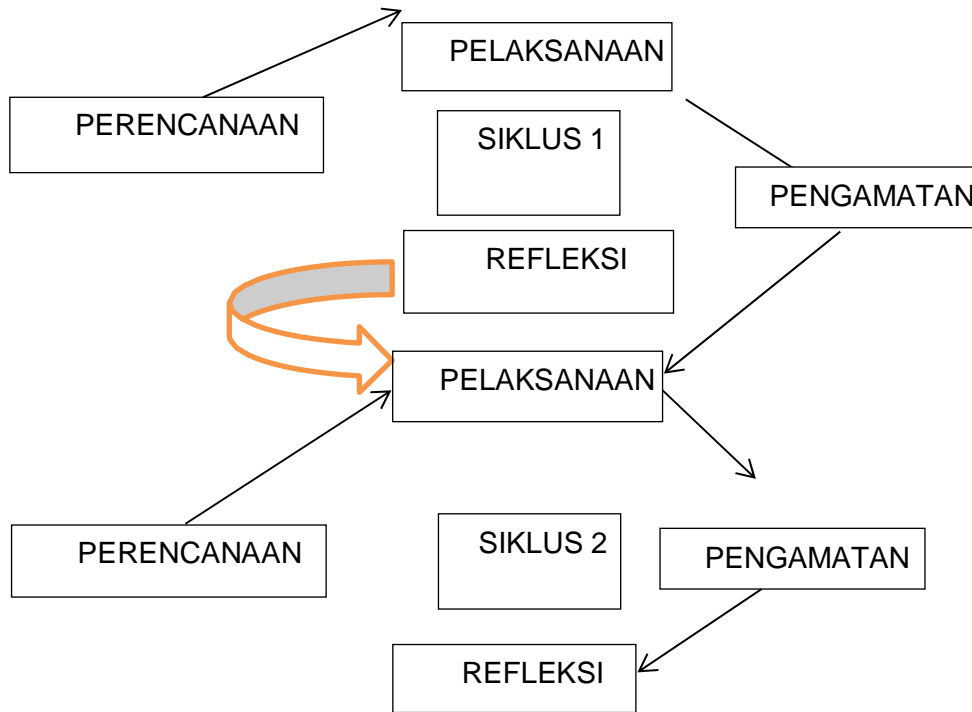 PELAKSANAAN
PERENCANAAN
SIKLUS 1
PENGAMATAN
REFLEKSI
PELAKSANAAN
PERENCANAAN
SIKLUS 2
PENGAMATAN
REFLEKSI